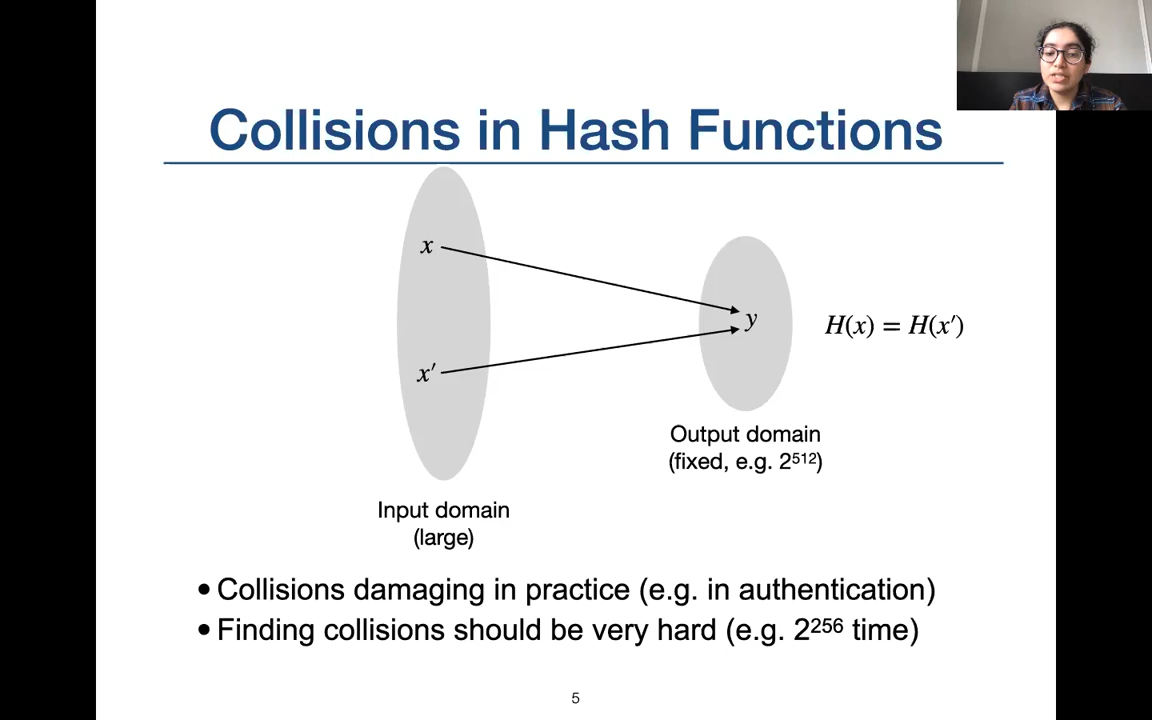 Collisions in Hash Functions
x
x′
y
H(x) = H(x′)
Output domain
(fixed, e.g. 2⁵¹²)
Input domain
(large)
• Collisions damaging in practice (e.g. in authentication)
• Finding collisions should be very hard (e.g. 2²⁵⁶ time)
5